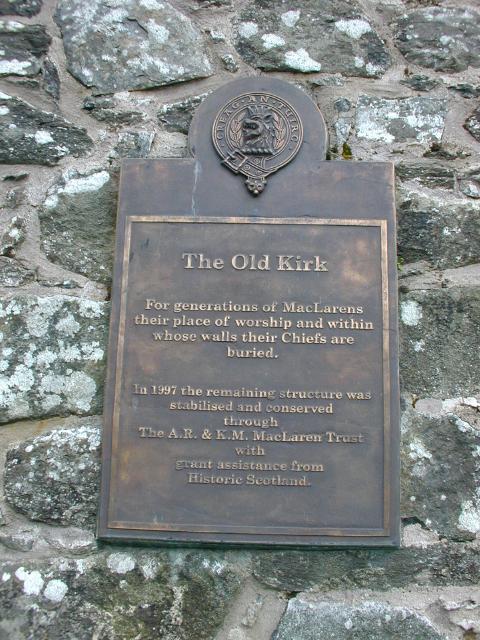 CREAG AN TUIRC
The Old Kirk
For generations of MacLarens
their place of worship and within
whose walls their Chiefs are
buried.
In 1997 the remaining structure was
stabilised and conserved
through
The A.R. & K.M. MacLaren Trust
with
grant assistance from
Historic Scotland.